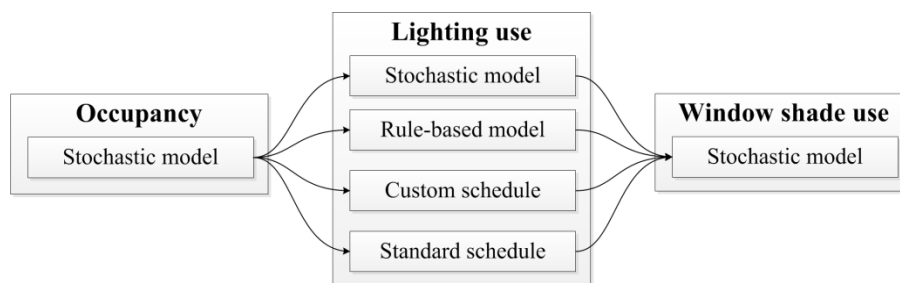 Occupancy
Stochastic model
Lighting use
Stochastic model
Rule-based model
Custom schedule
Standard schedule
Window shade use
Stochastic model